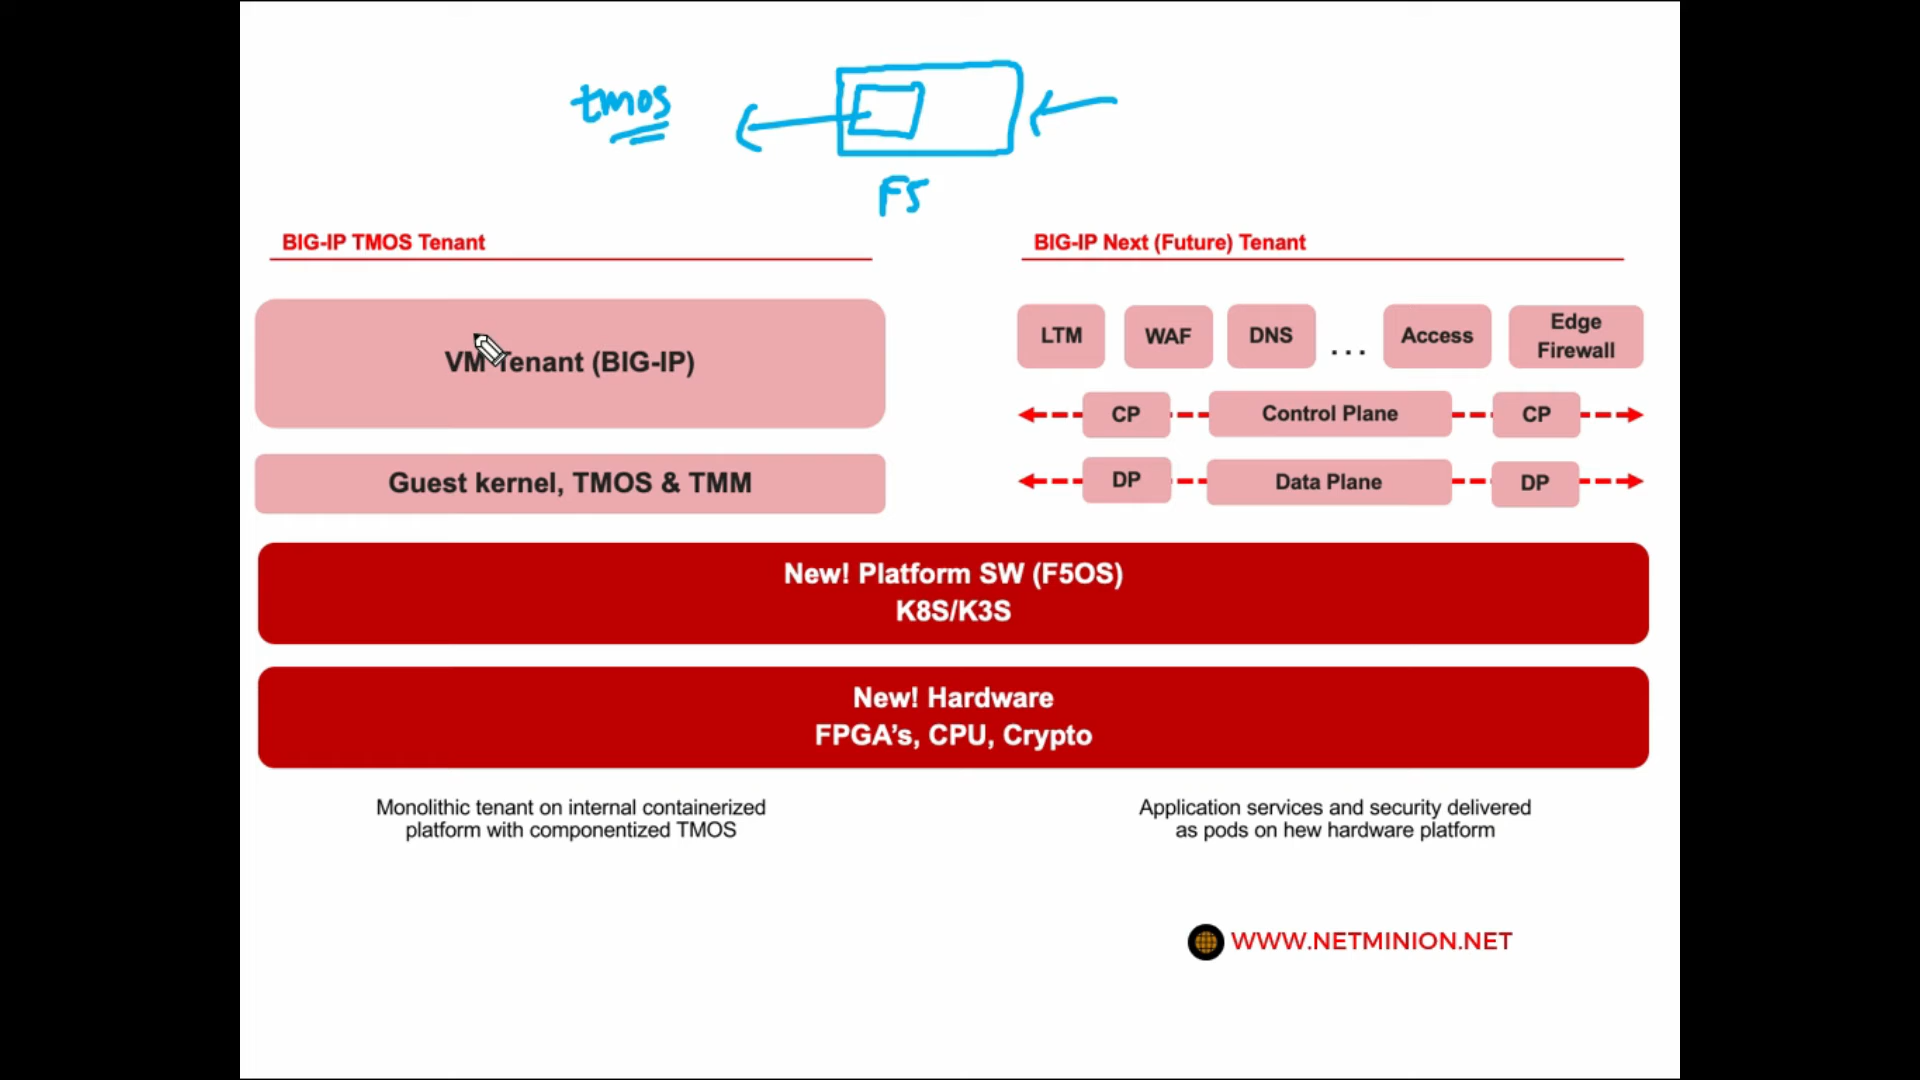 tmos
F5
BIG-IP TMOS Tenant
BIG-IP Next (Future) Tenant
VM Tenant (BIG-IP)
Guest kernel, TMOS & TMM
LTM
WAF
DNS
...
Access
Edge
Firewall
CP
Control Plane
CP
DP
Data Plane
DP
New! Platform SW (F5OS)
K8S/K3S
New! Hardware
FPGA's, CPU, Crypto
Monolithic tenant on internal containerized
platform with componentized TMOS
Application services and security delivered
as pods on hew hardware platform
WWW.NETMINION.NET